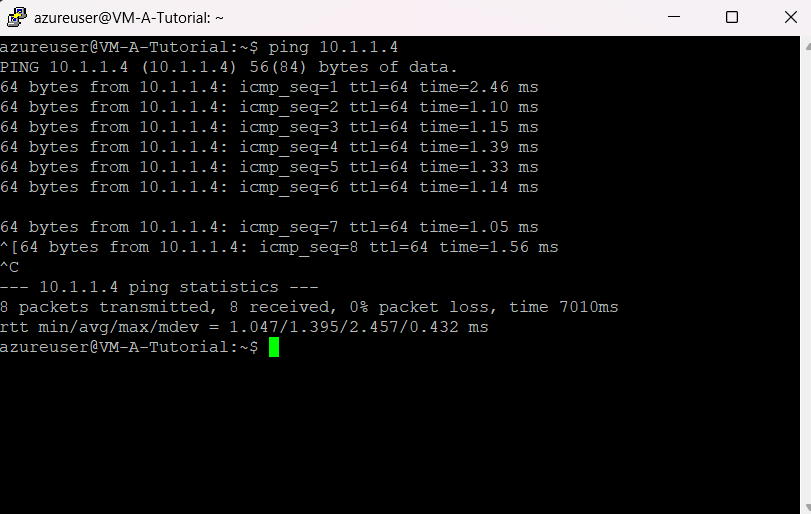 azureuser@VM-A-Tutorial: ~
azureuser@VM-A-Tutorial:~$ ping 10.1.1.4
PING 10.1.1.4 (10.1.1.4) 56(84) bytes of data.
64 bytes from 10.1.1.4: icmp_seq=1 ttl=64 time=2.46 ms
64 bytes from 10.1.1.4: icmp_seq=2 ttl=64 time=1.10 ms
64 bytes from 10.1.1.4: icmp_seq=3 ttl=64 time=1.15 ms
64 bytes from 10.1.1.4: icmp_seq=4 ttl=64 time=1.39 ms
64 bytes from 10.1.1.4: icmp_seq=5 ttl=64 time=1.33 ms
64 bytes from 10.1.1.4: icmp_seq=6 ttl=64 time=1.14 ms
64 bytes from 10.1.1.4: icmp_seq=7 ttl=64 time=1.05 ms
^[64 bytes from 10.1.1.4: icmp_seq=8 ttl=64 time=1.56 ms
^C
--- 10.1.1.4 ping statistics ---
8 packets transmitted, 8 received, 0% packet loss, time 7010ms
rtt min/avg/max/mdev = 1.047/1.395/2.457/0.432 ms
azureuser@VM-A-Tutorial:~$